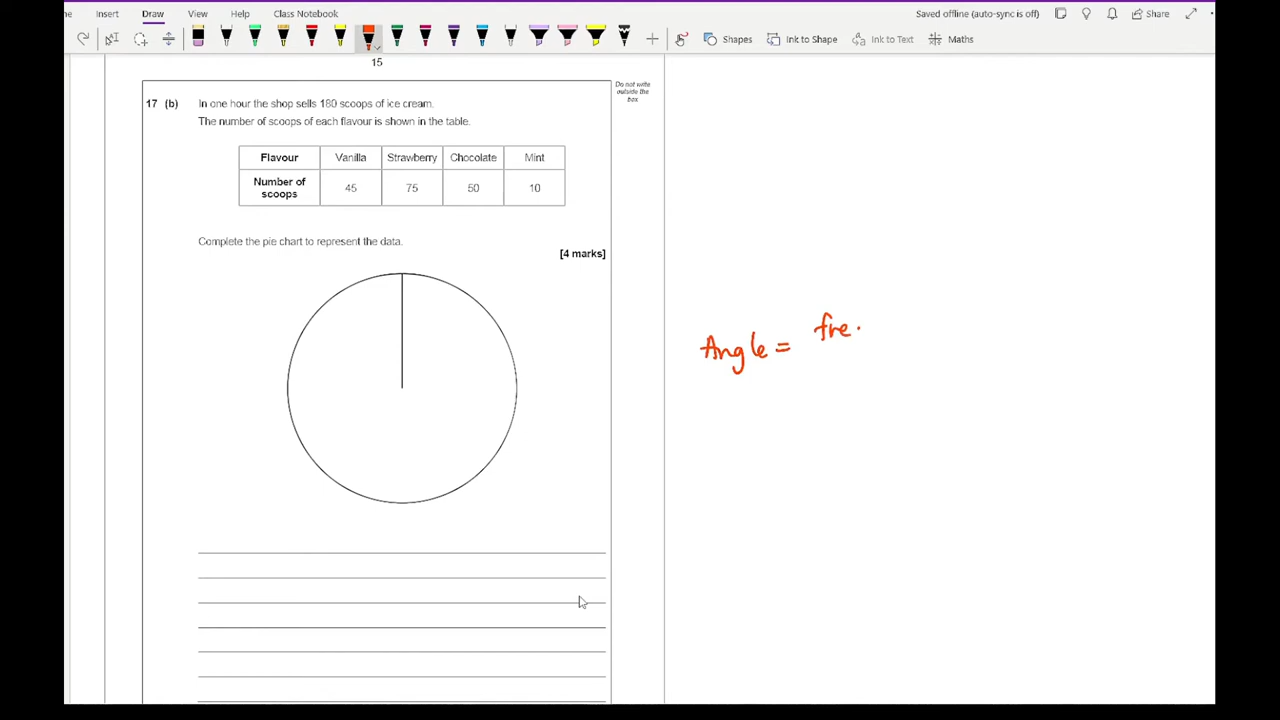 Insert Draw View Help Class Notebook Saved offline (auto-sync is off) Share
Shapes Ink to Shape Ink to Text Maths
15
Do not write
outside the
box
17 (b) In one hour the shop sells 180 scoops of ice cream.
The number of scoops of each flavour is shown in the table.
Flavour Vanilla Strawberry Chocolate Mint
Number of
scoops 45 75 50 10
Complete the pie chart to represent the data.
[4 marks]
Angle = fre.